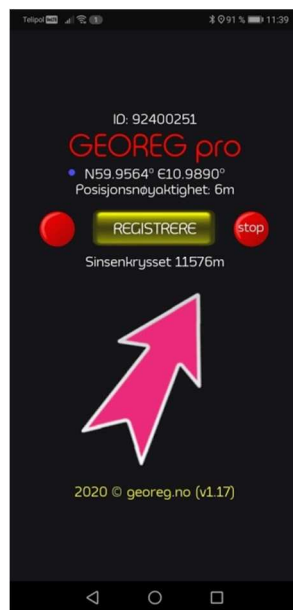 Telipol 91 % 11:39
ID: 92400251
GEOREG pro
N59.9564° E10.9890°
Posisjonsnøyaktighet: 6m
REGISTRERE
stop
Sinsenkrysset 11576m
2020 © georeg.no (v1.17)